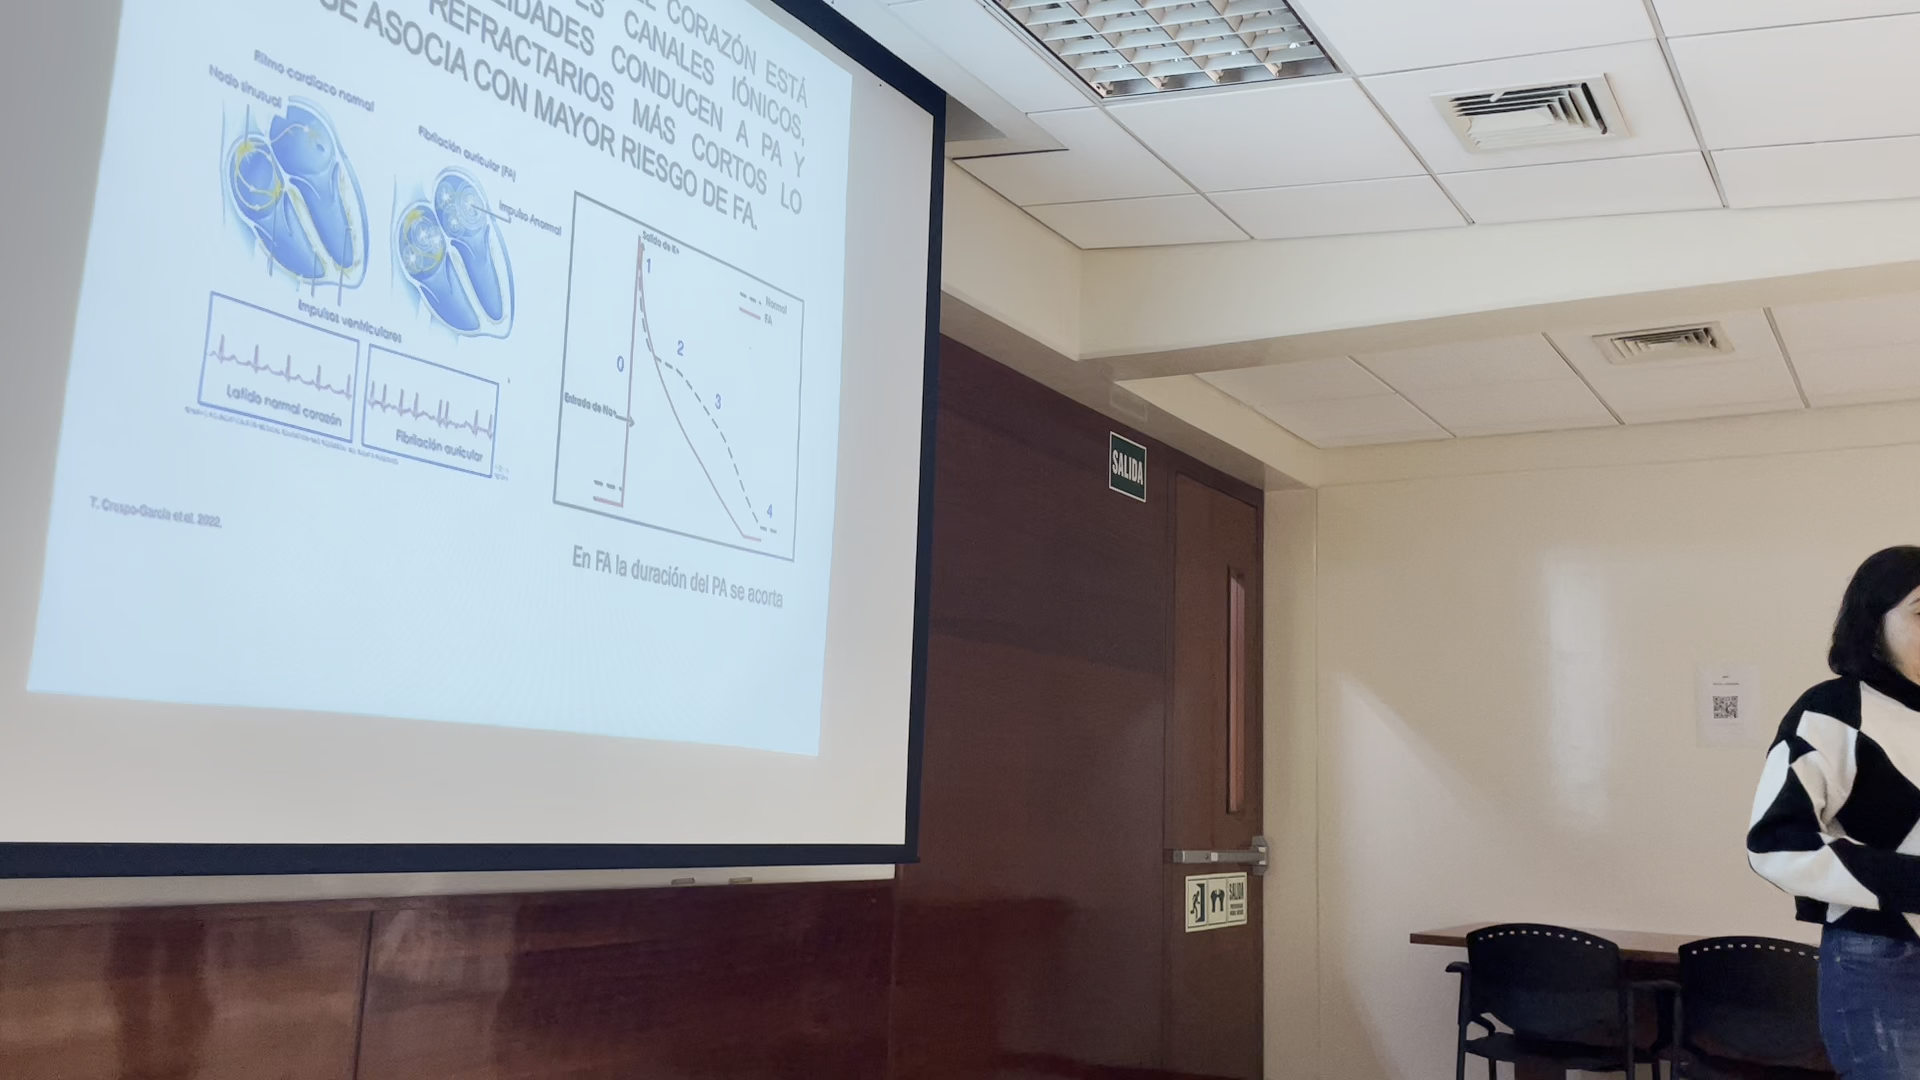 CORAZÓN ESTÁ
CANALES IÓNICOS,
CONDUCEN A PA Y
REFRACTARIOS MÁS CORTOS LO
SE ASOCIA CON MAYOR RIESGO DE FA.
Ritmo cardiaco normal
Nodo sinusual
Fibrilación auricular (FA)
Impulso Anormal
Impulsos ventriculares
Latido normal corazón
Fibrilación auricular
Salida de K+
1
Normal
FA
0
2
3
Entrada de Na+
4
En FA la duración del PA se acorta
T. Crespo-García et al. 2022.
SALIDA
SALIDA